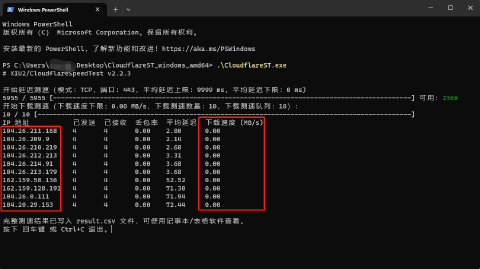 Windows PowerShell
Windows PowerShell
版权所有 (C) Microsoft Corporation。保留所有权利。
安装最新的 PowerShell，了解新功能和改进！https://aka.ms/PSWindows
PS C:\Users\ Desktop\CloudflareST_windows_amd64> .\CloudflareST.exe
# XIU2/CloudflareSpeedTest v2.2.3
开始延迟测速 (模式: TCP, 端口: 443, 平均延迟上限: 9999 ms, 平均延迟下限: 0 ms)
5955 / 5955 [---] 可用: 2360
开始下载测速 (下载速度下限: 0.00 MB/s, 下载测速数量: 10, 下载测速队列: 10) :
10 / 10 [---]
IP 地址 已发送 已接收 丢包率 平均延迟 下载速度 (MB/s)
104.26.211.168 4 4 0.00 2.00 0.00
104.26.209.9 4 4 0.00 2.14 0.00
104.26.210.219 4 4 0.00 2.60 0.00
104.26.212.213 4 4 0.00 3.31 0.00
104.26.214.91 4 4 0.00 3.68 0.00
104.26.213.179 4 4 0.00 3.68 0.00
162.159.58.136 4 4 0.00 52.52 0.00
162.159.128.191 4 4 0.00 71.30 0.00
104.26.0.111 4 4 0.00 71.94 0.00
104.20.29.153 4 4 0.00 72.44 0.00
完整测速结果已写入 result.csv 文件，可使用记事本/表格软件查看。
按下 回车键 或 Ctrl+C 退出。